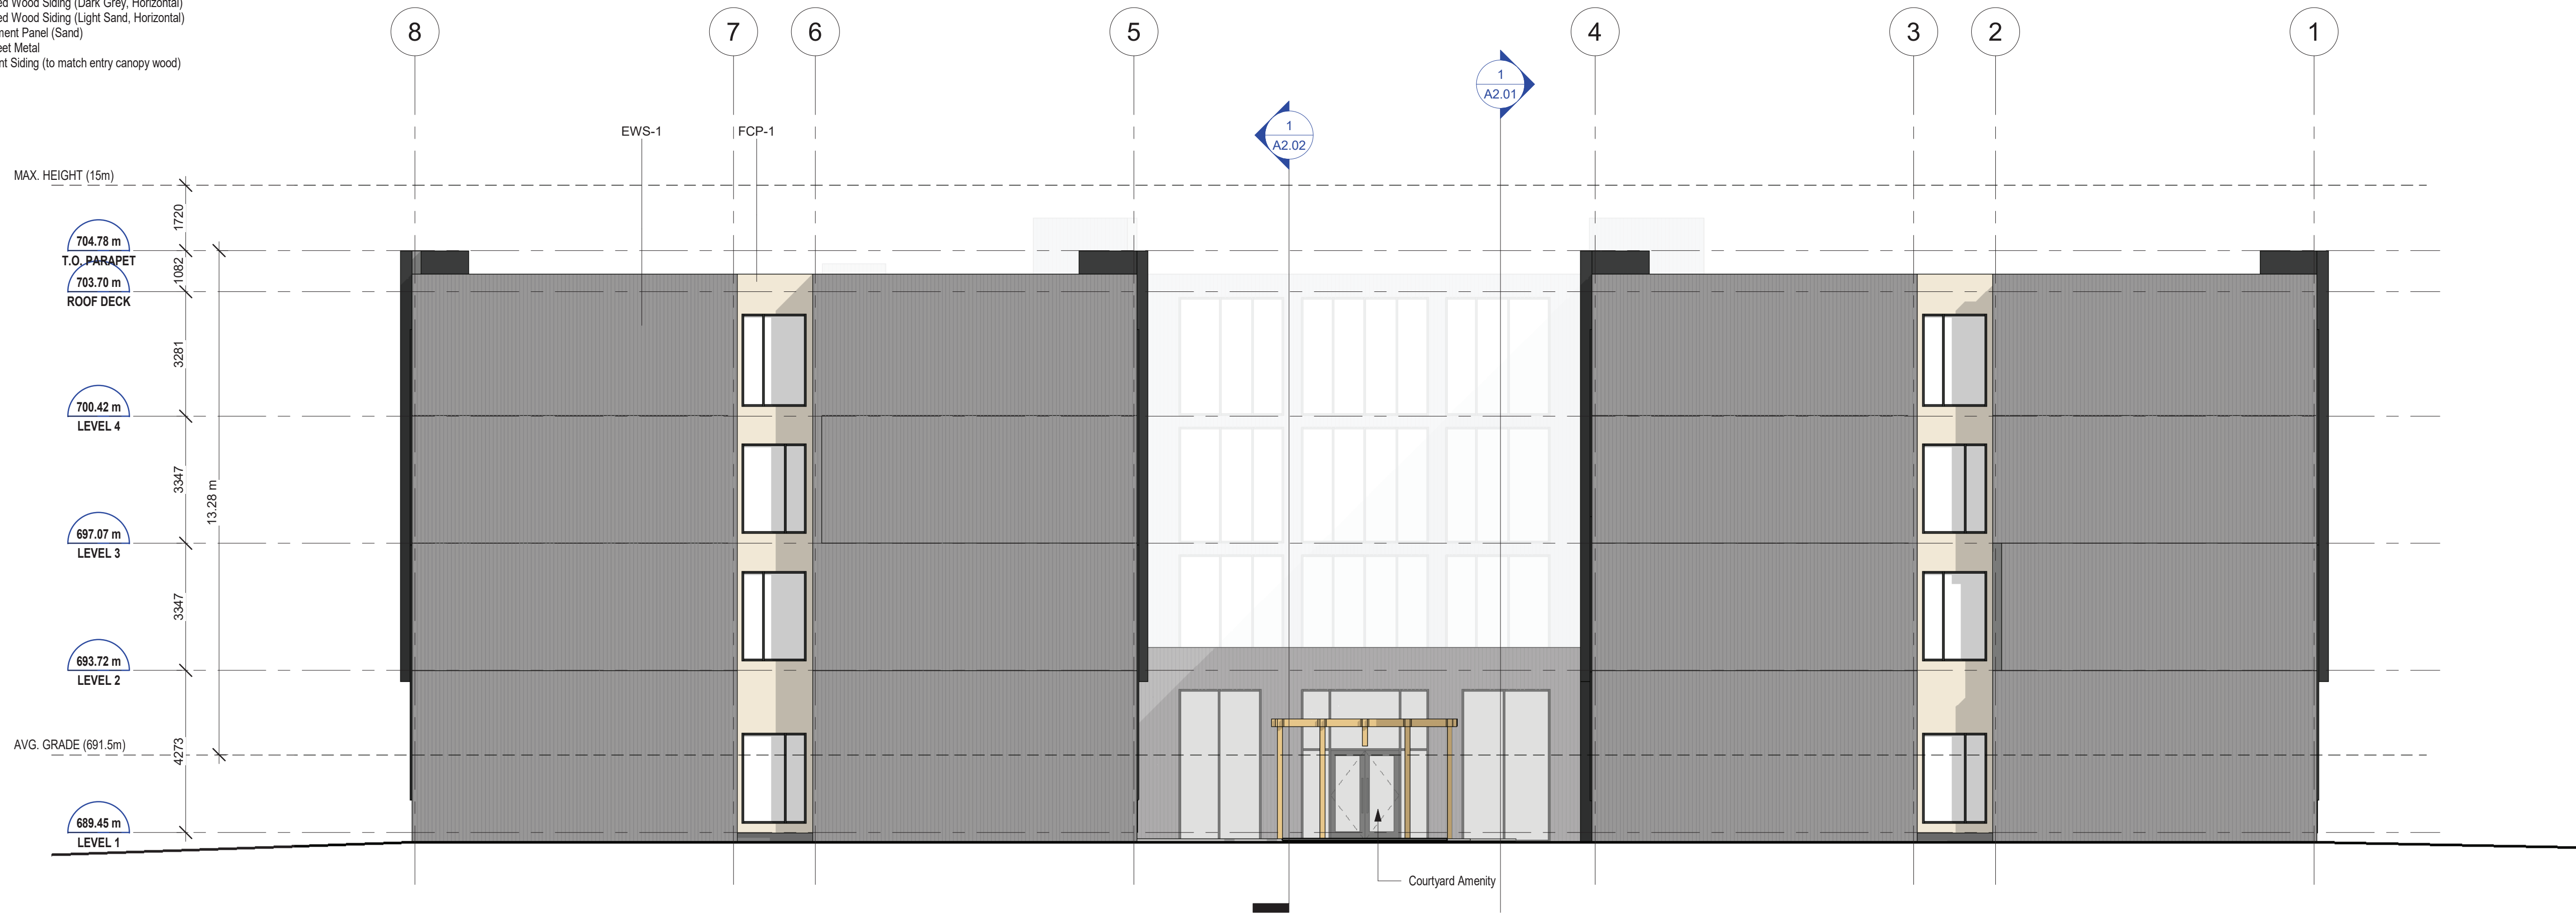 ed Wood Siding (Dark Grey, Horizontal)
ed Wood Siding (Light Sand, Horizontal)
ment Panel (Sand)
eet Metal
nt Siding (to match entry canopy wood)
8
7
6
5
4
3
2
1
1
A2.01
1
A2.02
EWS-1
FCP-1
MAX. HEIGHT (15m)
1720
704.78 m
T.O. PARAPET
1082
703.70 m
ROOF DECK
3281
700.42 m
LEVEL 4
3347
13.28 m
697.07 m
LEVEL 3
3347
693.72 m
LEVEL 2
AVG. GRADE (691.5m)
4273
689.45 m
LEVEL 1
Courtyard Amenity